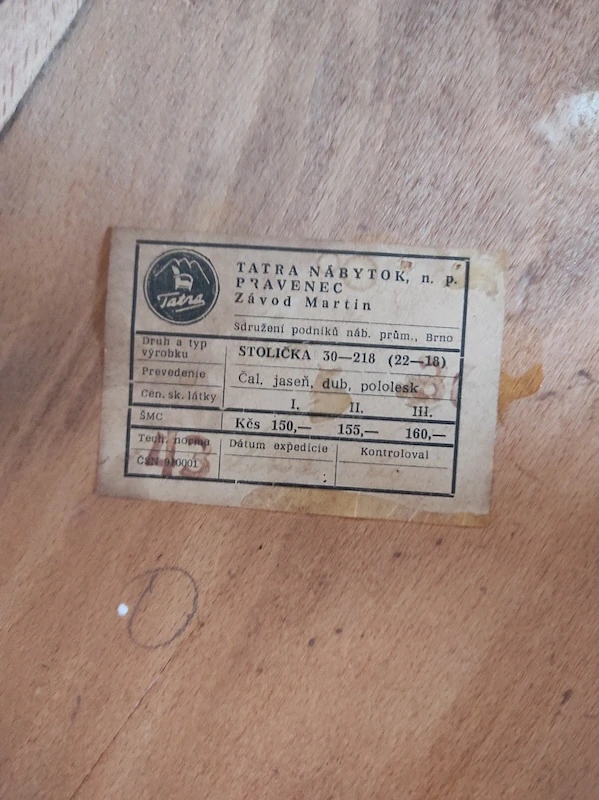 Tatra
TATRA NÁBYTOK, n. p.
PRAVENEC
Závod Martin
Sdružení podniků náb. prům., Brno
Druh a typ
výrobku
STOLIČKA 30—218 (22—18)
Prevedenie
Čal. jaseň, dub, pololesk
Cen. sk. látky
I. II. III.
ŠMC
Kčs 150,— 155,— 160,—
Tech. norma
ČSN 910001
Dátum expedície
Kontroloval